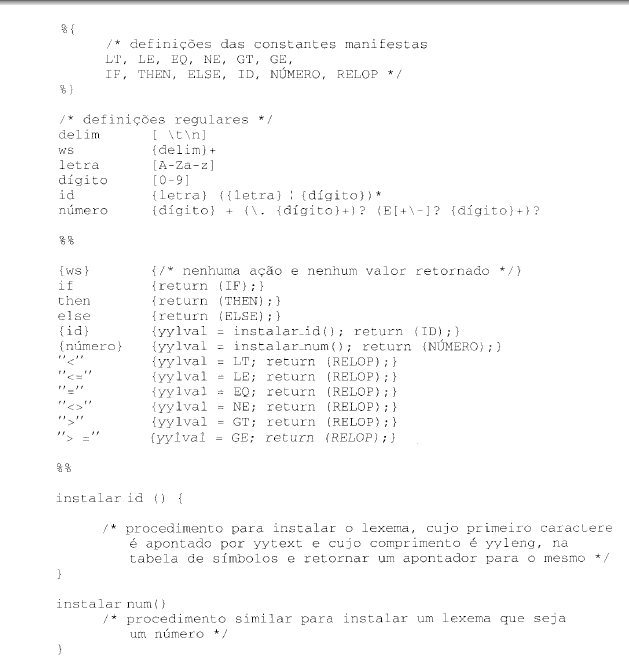 %{
/* definições das constantes manifestas
LT, LE, EQ, NE, GT, GE,
IF, THEN, ELSE, ID, NÚMERO, RELOP */
%}
/* definições regulares */
delim [ \t\n]
ws {delim}+
letra [A-Za-z]
dígito [0-9]
id {letra} ({letra} ¦ {dígito})*
número {dígito} + (\. {dígito}+)? (E[+\-]? {dígito}+)?
%%
{ws} {/* nenhuma ação e nenhum valor retornado */}
if {return (IF);}
then {return (THEN);}
else {return (ELSE);}
{id} {yylval = instalar_id(); return (ID);}
{número} {yylval = instalar_num(); return (NÚMERO);}
"<" {yylval = LT; return (RELOP);}
"<=" {yylval = LE; return (RELOP);}
"=" {yylval = EQ; return (RELOP);}
"<>" {yylval = NE; return (RELOP);}
">" {yylval = GT; return (RELOP);}
"> =" {yylval = GE; return (RELOP);}
%%
instalar id () {
/* procedimento para instalar o lexema, cujo primeiro caractere
é apontado por yytext e cujo comprimento é yyleng, na
tabela de símbolos e retornar um apontador para o mesmo */
}
instalar num()
/* procedimento similar para instalar um lexema que seja
um número */
}